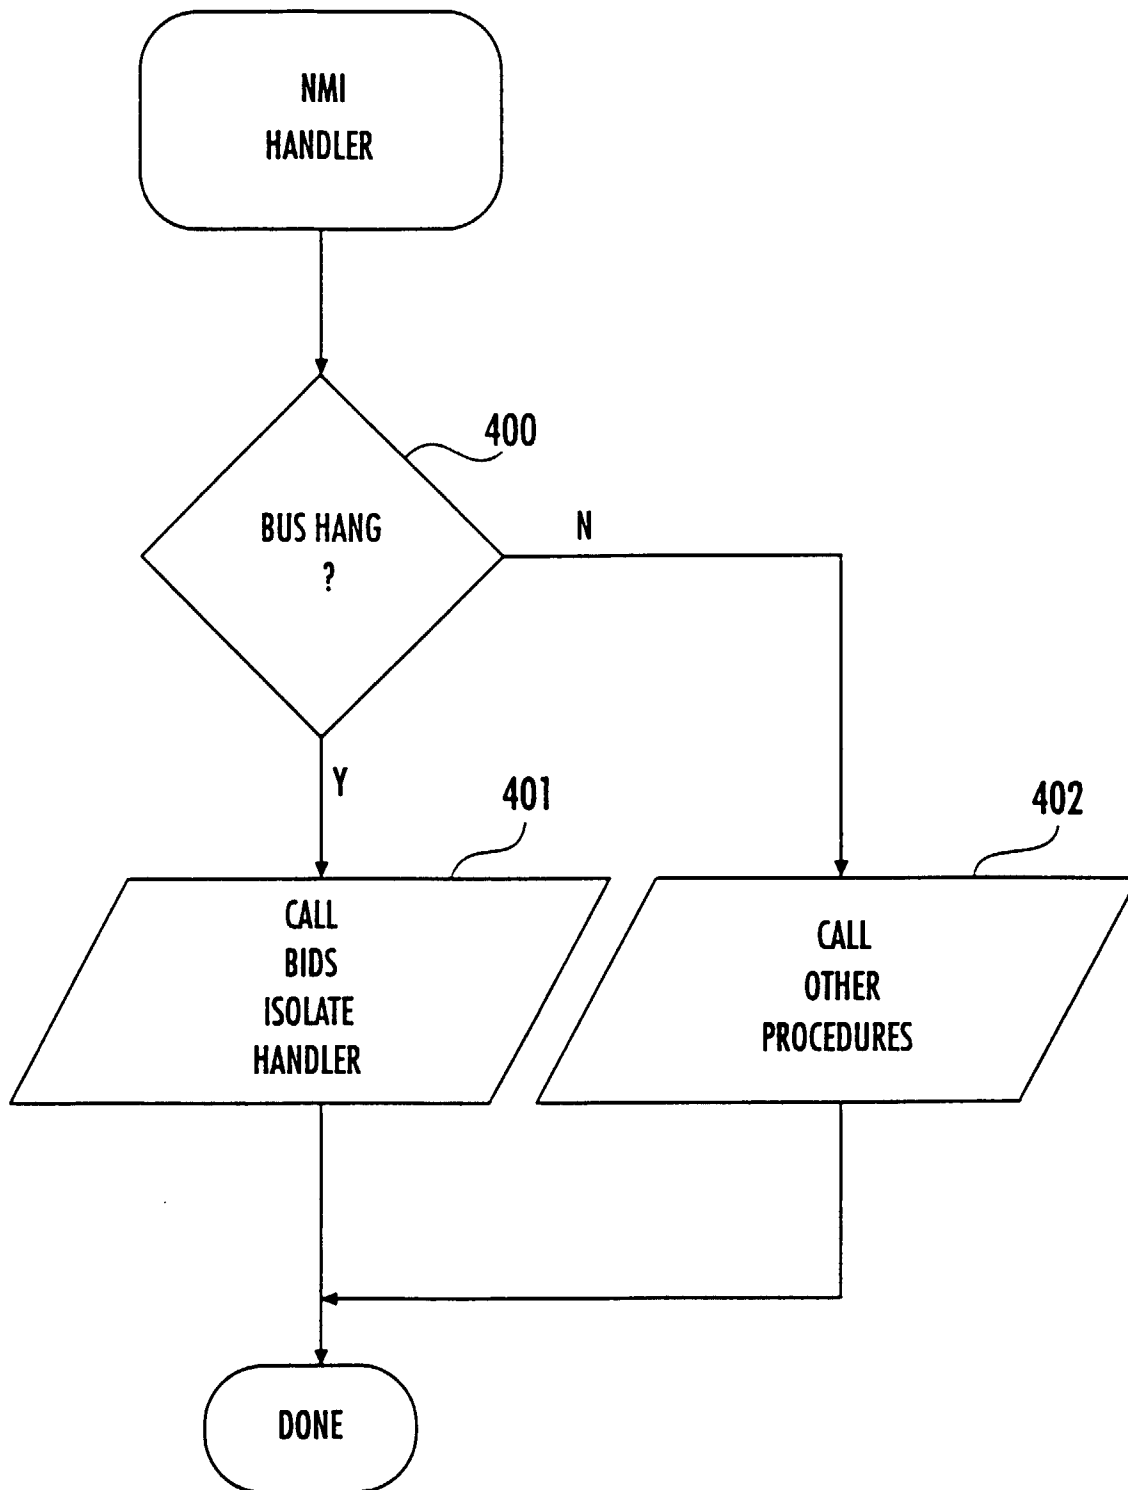 NMI
HANDLER
400
BUS HANG
?
N
Y
401
402
CALL
BIDS
ISOLATE
HANDLER
CALL
OTHER
PROCEDURES
DONE